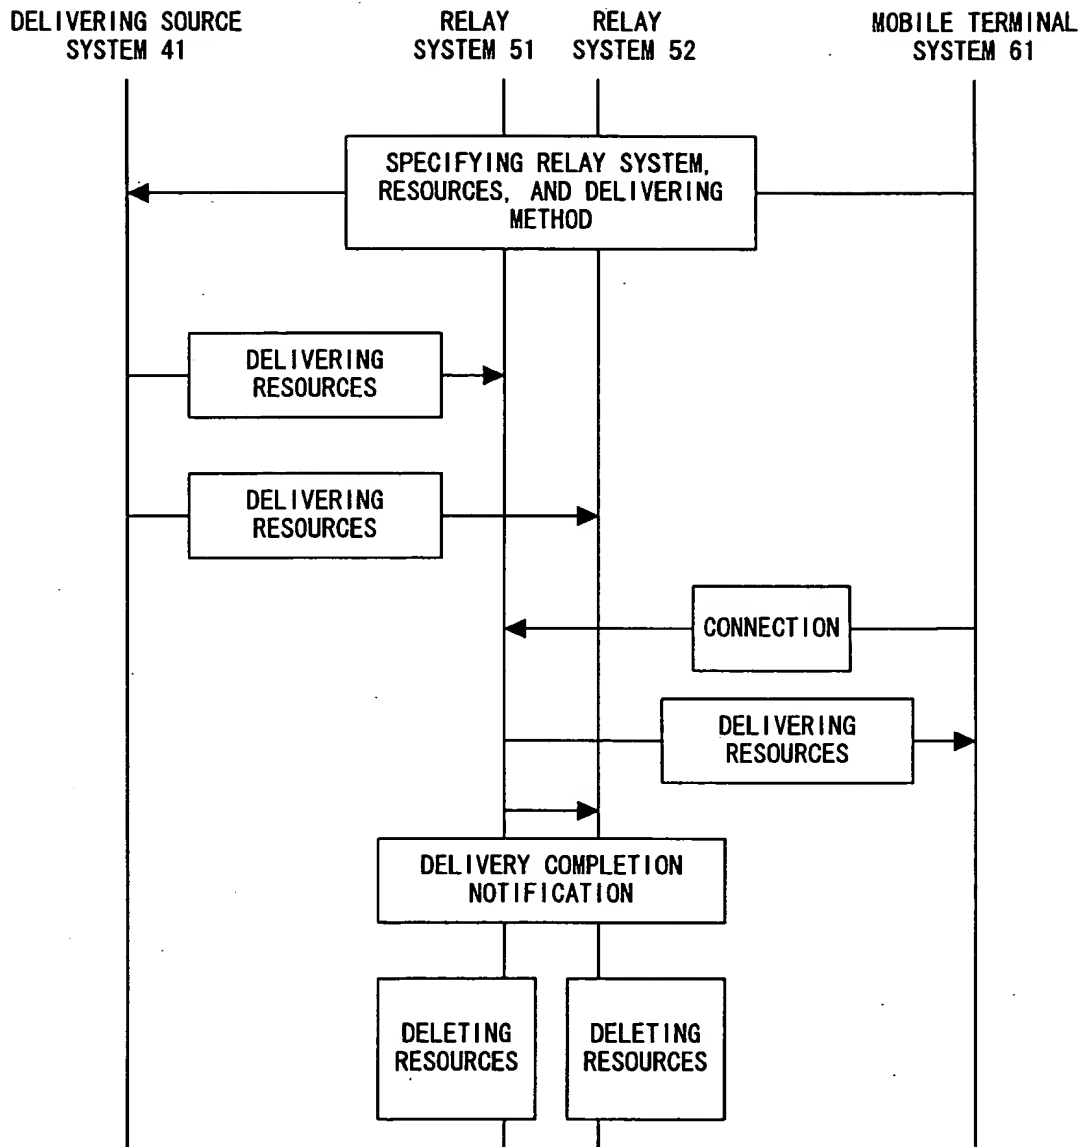 DELIVERING SOURCE
SYSTEM 41
RELAY
SYSTEM 51
RELAY
SYSTEM 52
MOBILE TERMINAL
SYSTEM 61
SPECIFYING RELAY SYSTEM,
RESOURCES, AND DELIVERING
METHOD
DELIVERING
RESOURCES
DELIVERING
RESOURCES
CONNECTION
DELIVERING
RESOURCES
DELIVERY COMPLETION
NOTIFICATION
DELETING
RESOURCES
DELETING
RESOURCES